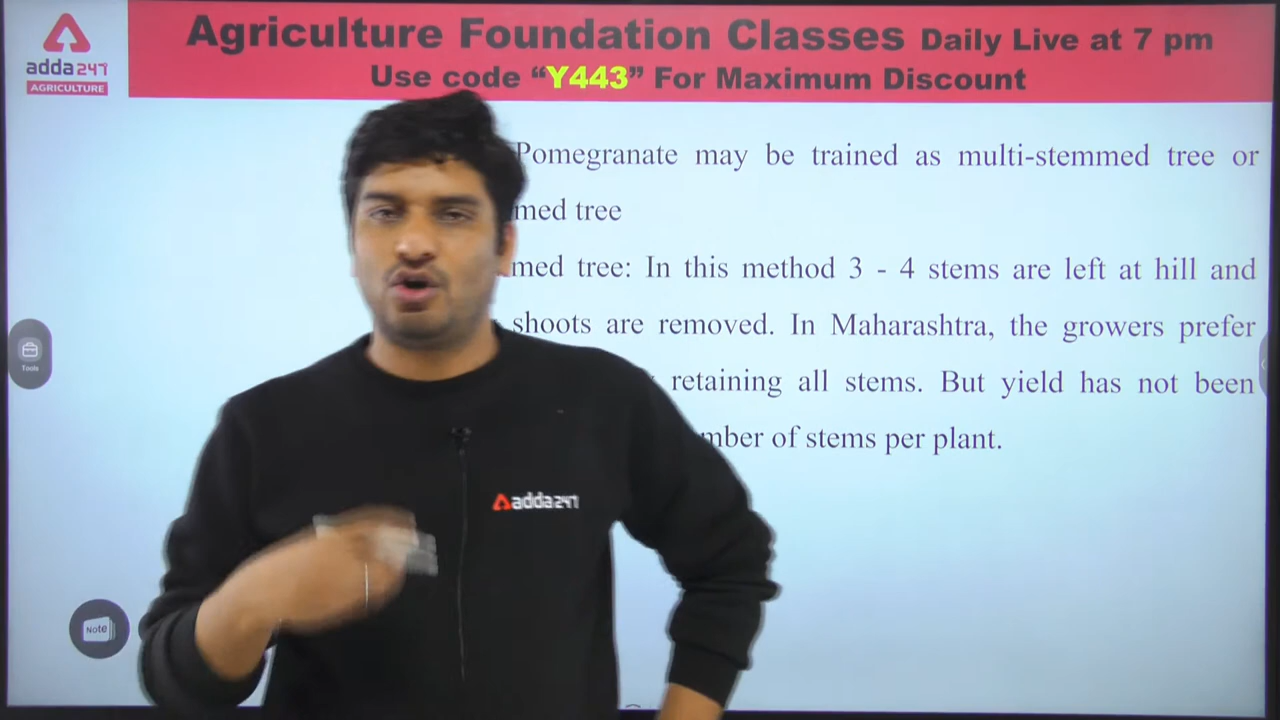 Agriculture Foundation Classes Daily Live at 7 pm
Use code “Y443” For Maximum Discount
adda247
AGRICULTURE
Pomegranate may be trained as multi-stemmed tree or
med tree
med tree: In this method 3 - 4 stems are left at hill and
shoots are removed. In Maharashtra, the growers prefer
retaining all stems. But yield has not been
mber of stems per plant.
Tools
adda247
Note